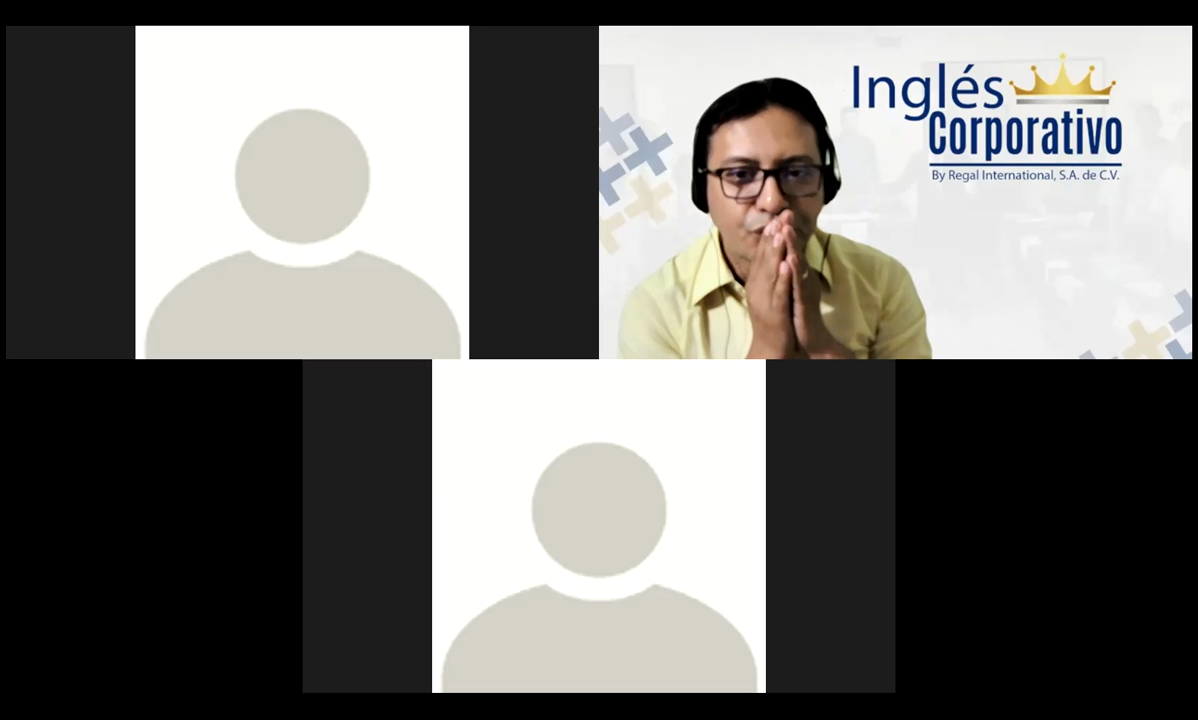 Inglés
Corporativo
By Regal International, S.A. de C.V.